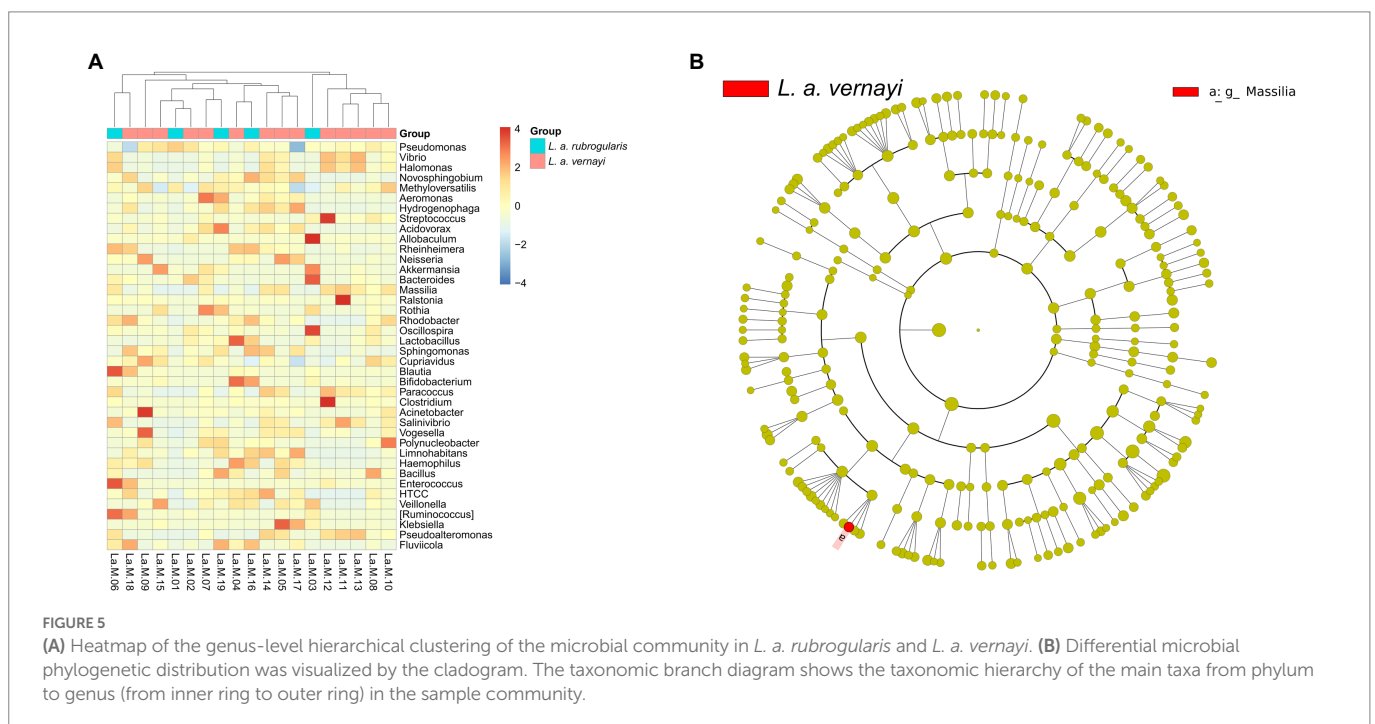 A
Group
Pseudomonas
Vibrio
Halomonas
Novosphingobium
Methyloversatilis
Aeromonas
Hydrogenophaga
Streptococcus
Acidovorax
Allobaculum
Rheinheimera
Neisseria
Akkermansia
Bacteroides
Massilia
Ralstonia
Rothia
Rhodobacter
Oscillospira
Lactobacillus
Sphingomonas
Cupriavidus
Blautia
Bifidobacterium
Paracoccus
Clostridium
Acinetobacter
Salinivibrio
Vogesella
Polynucleobacter
Limnohabitans
Haemophilus
Bacillus
Enterococcus
HTCC
Veillonella
[Ruminococcus]
Klebsiella
Pseudoalteromonas
Fluviicola
La.M.06
La.M.18
La.M.09
La.M.15
La.M.01
La.M.02
La.M.07
La.M.19
La.M.04
La.M.16
La.M.14
La.M.05
La.M.17
La.M.03
La.M.12
La.M.11
La.M.13
La.M.08
La.M.10
4
2
0
−2
−4
Group
L. a. rubrogularis
L. a. vernayi
B
L. a. vernayi
a: g_ Massilia
a
FIGURE 5
(A) Heatmap of the genus-level hierarchical clustering of the microbial community in L. a. rubrogularis and L. a. vernayi. (B) Differential microbial
phylogenetic distribution was visualized by the cladogram. The taxonomic branch diagram shows the taxonomic hierarchy of the main taxa from phylum
to genus (from inner ring to outer ring) in the sample community.